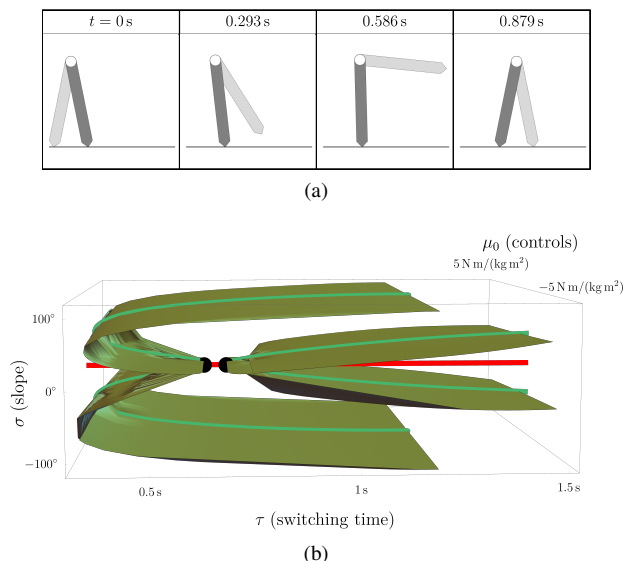 t = 0 s 0.293 s 0.586 s 0.879 s
(a)
μ₀ (controls)
5 N m/(kg m²)
−5 N m/(kg m²)
100°
0°
−100°
σ (slope)
0.5 s 1 s 1.5 s
τ (switching time)
(b)